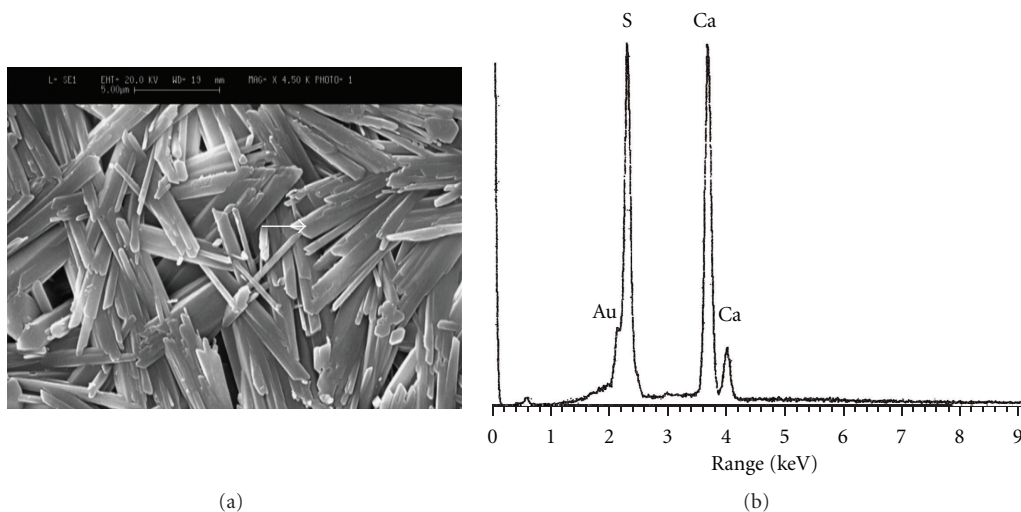 L= SE1 EHT= 20.0 KV WD= 19 mm MAG= X 4.50 K PHOTO= 1
5.00μm
(a)
S
Ca
Au
Ca
0 1 2 3 4 5 6 7 8 9
Range (keV)
(b)